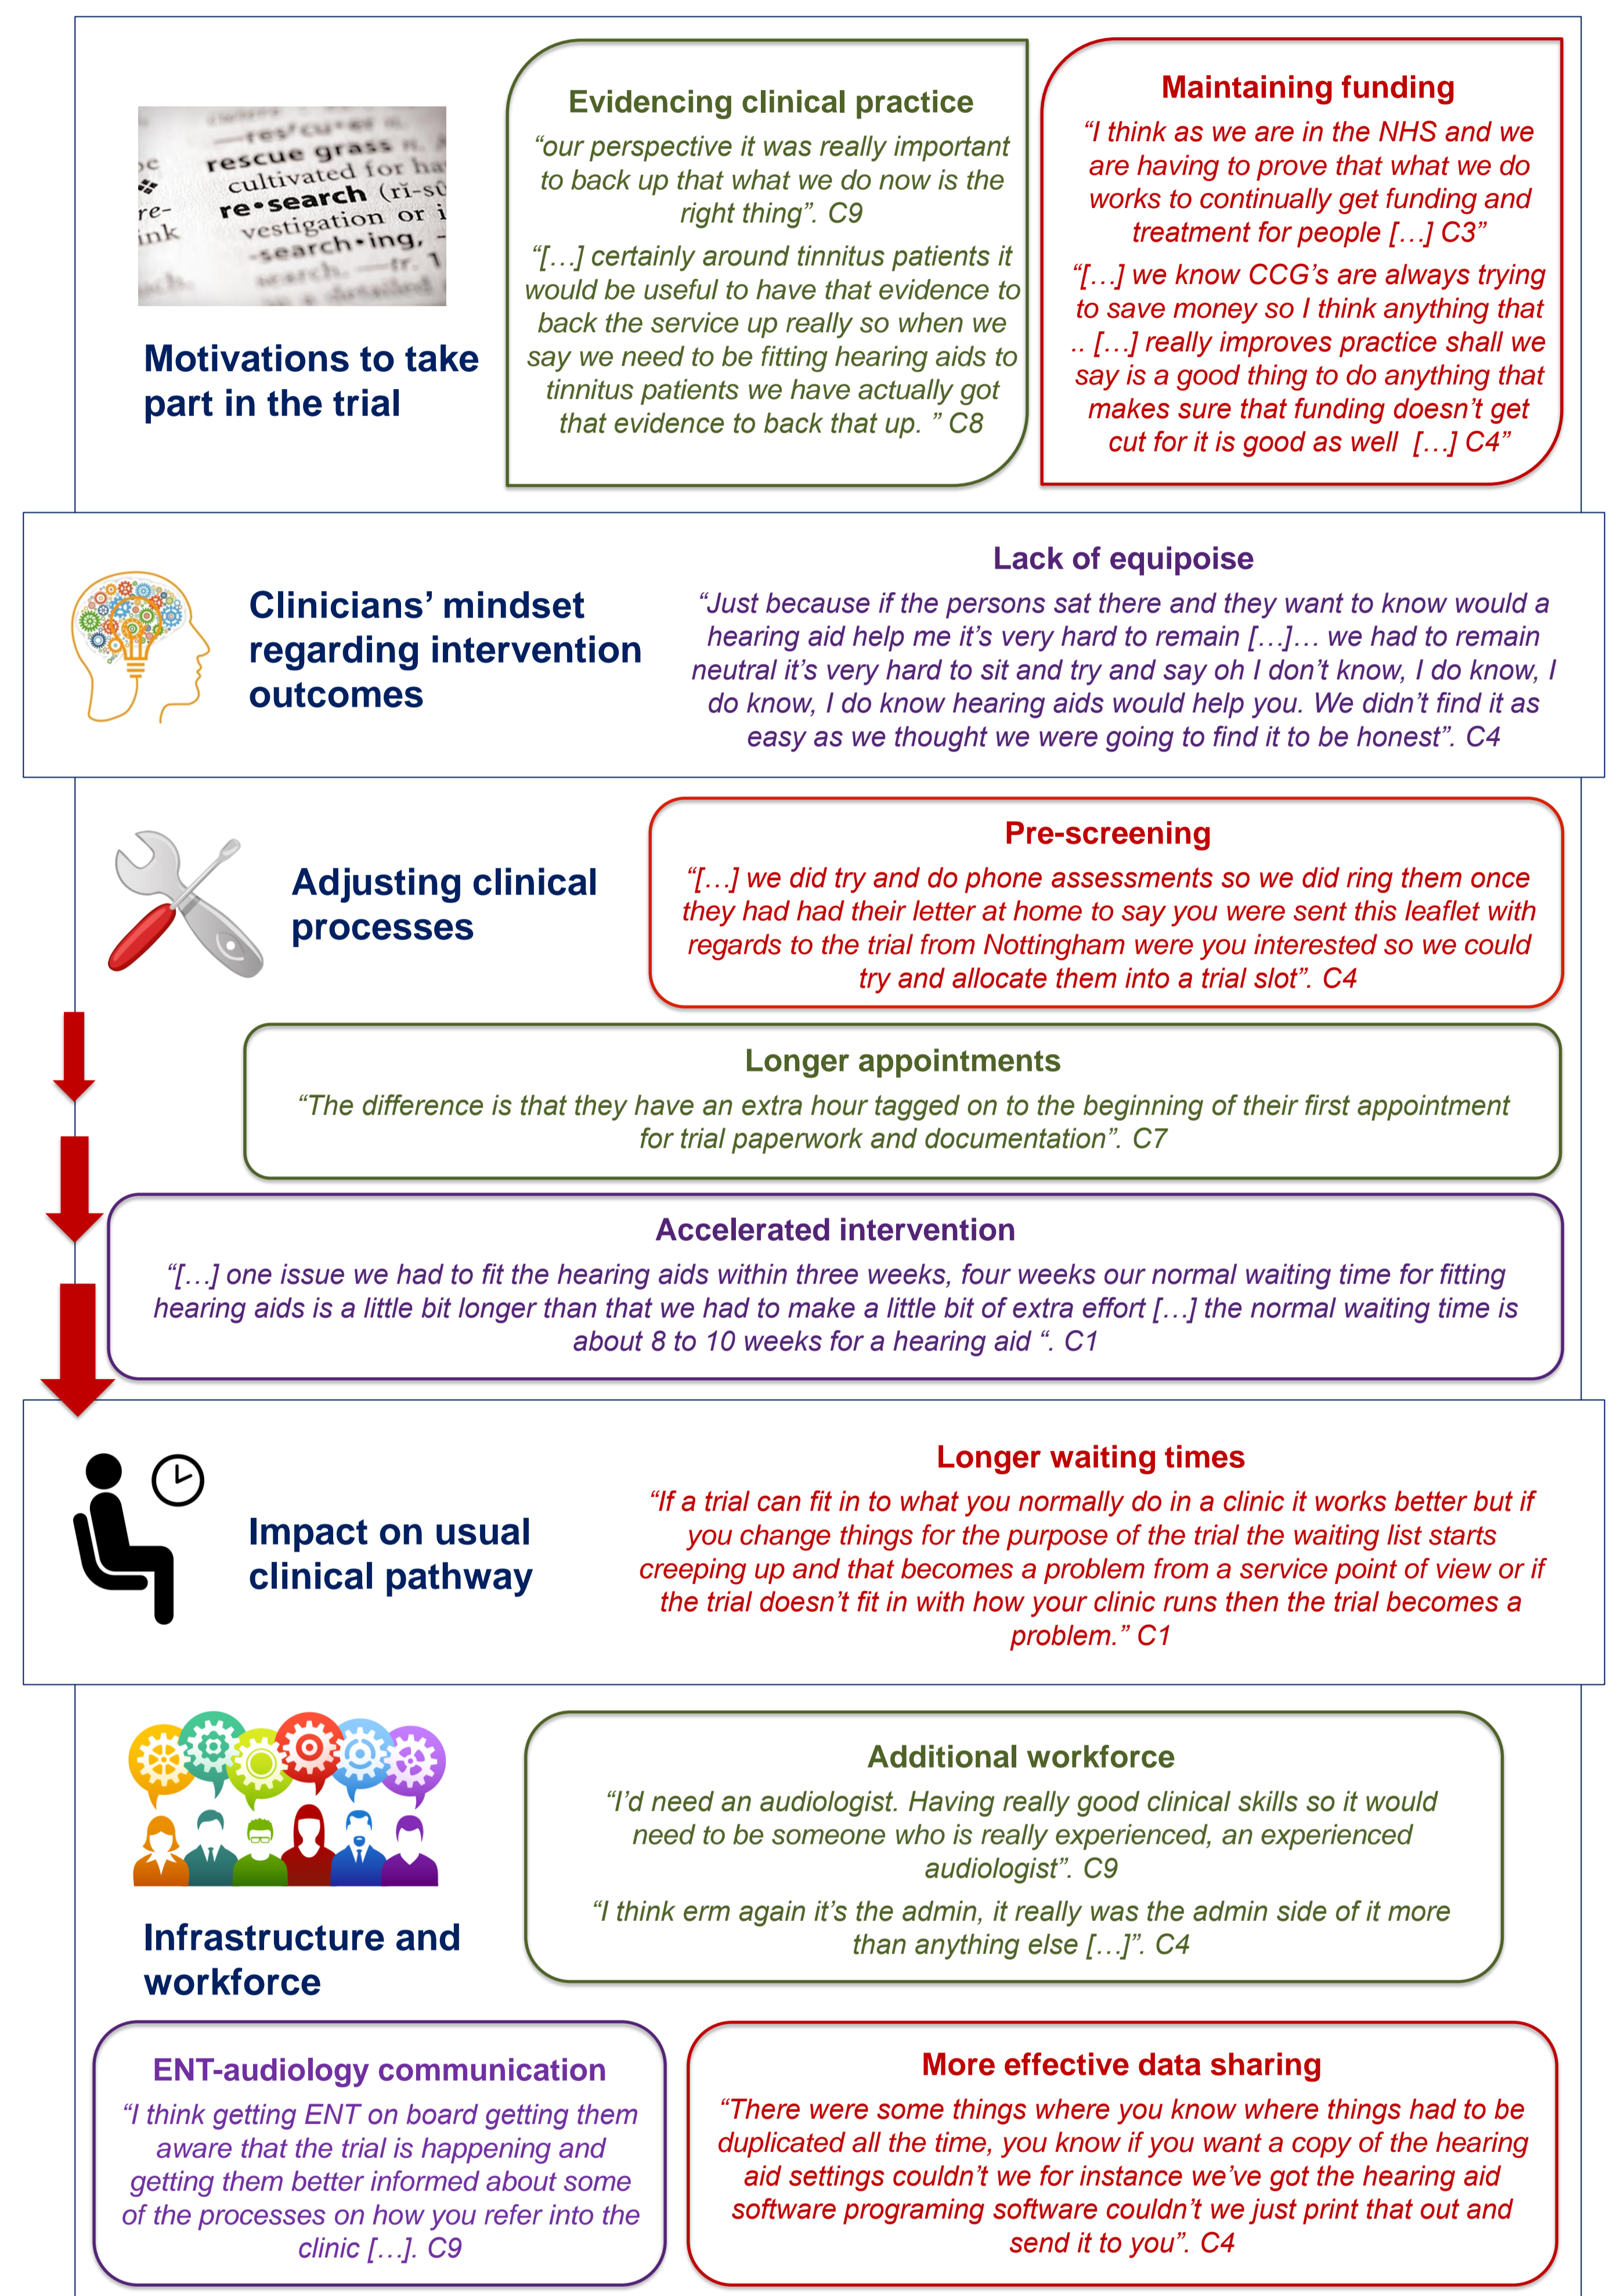 —res'cu•er n.
rescue grass n.
cultivated for ha
re•search (rĭ-sû
vestigation or i
-search•ing, -
search. —fr. 1
a detailed
re-
ink
Motivations to take
part in the trial
Evidencing clinical practice
“our perspective it was really important
to back up that what we do now is the
right thing”. C9
“[…] certainly around tinnitus patients it
would be useful to have that evidence to
back the service up really so when we
say we need to be fitting hearing aids to
tinnitus patients we have actually got
that evidence to back that up. ” C8
Maintaining funding
“I think as we are in the NHS and we
are having to prove that what we do
works to continually get funding and
treatment for people […] C3”
“[…] we know CCG’s are always trying
to save money so I think anything that
.. […] really improves practice shall we
say is a good thing to do anything that
makes sure that funding doesn’t get
cut for it is good as well […] C4”
Clinicians’ mindset
regarding intervention
outcomes
Lack of equipoise
“Just because if the persons sat there and they want to know would a
hearing aid help me it’s very hard to remain […]… we had to remain
neutral it’s very hard to sit and try and say oh I don’t know, I do know, I
do know, I do know hearing aids would help you. We didn’t find it as
easy as we thought we were going to find it to be honest”. C4
Adjusting clinical
processes
Pre-screening
“[…] we did try and do phone assessments so we did ring them once
they had had their letter at home to say you were sent this leaflet with
regards to the trial from Nottingham were you interested so we could
try and allocate them into a trial slot”. C4
Longer appointments
“The difference is that they have an extra hour tagged on to the beginning of their first appointment
for trial paperwork and documentation”. C7
Accelerated intervention
“[…] one issue we had to fit the hearing aids within three weeks, four weeks our normal waiting time for fitting
hearing aids is a little bit longer than that we had to make a little bit of extra effort […] the normal waiting time is
about 8 to 10 weeks for a hearing aid “. C1
Impact on usual
clinical pathway
Longer waiting times
“If a trial can fit in to what you normally do in a clinic it works better but if
you change things for the purpose of the trial the waiting list starts
creeping up and that becomes a problem from a service point of view or if
the trial doesn’t fit in with how your clinic runs then the trial becomes a
problem.” C1
Infrastructure and
workforce
Additional workforce
“I’d need an audiologist. Having really good clinical skills so it would
need to be someone who is really experienced, an experienced
audiologist”. C9
“I think erm again it’s the admin, it really was the admin side of it more
than anything else […]”. C4
ENT-audiology communication
“I think getting ENT on board getting them
aware that the trial is happening and
getting them better informed about some
of the processes on how you refer into the
clinic […]. C9
More effective data sharing
“There were some things where you know where things had to be
duplicated all the time, you know if you want a copy of the hearing
aid settings couldn’t we for instance we’ve got the hearing aid
software programing software couldn’t we just print that out and
send it to you”. C4